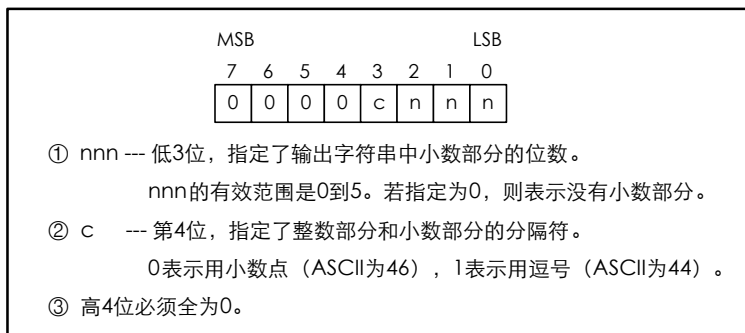 MSB LSB
7 6 5 4 3 2 1 0
0 0 0 0 c n n n
① nnn --- 低3位，指定了输出字符串中小数部分的位数。
nnn的有效范围是0到5。若指定为0，则表示没有小数部分。
② c --- 第4位，指定了整数部分和小数部分的分隔符。
0表示用小数点（ASCII为46），1表示用逗号（ASCII为44）。
③ 高4位必须全为0。